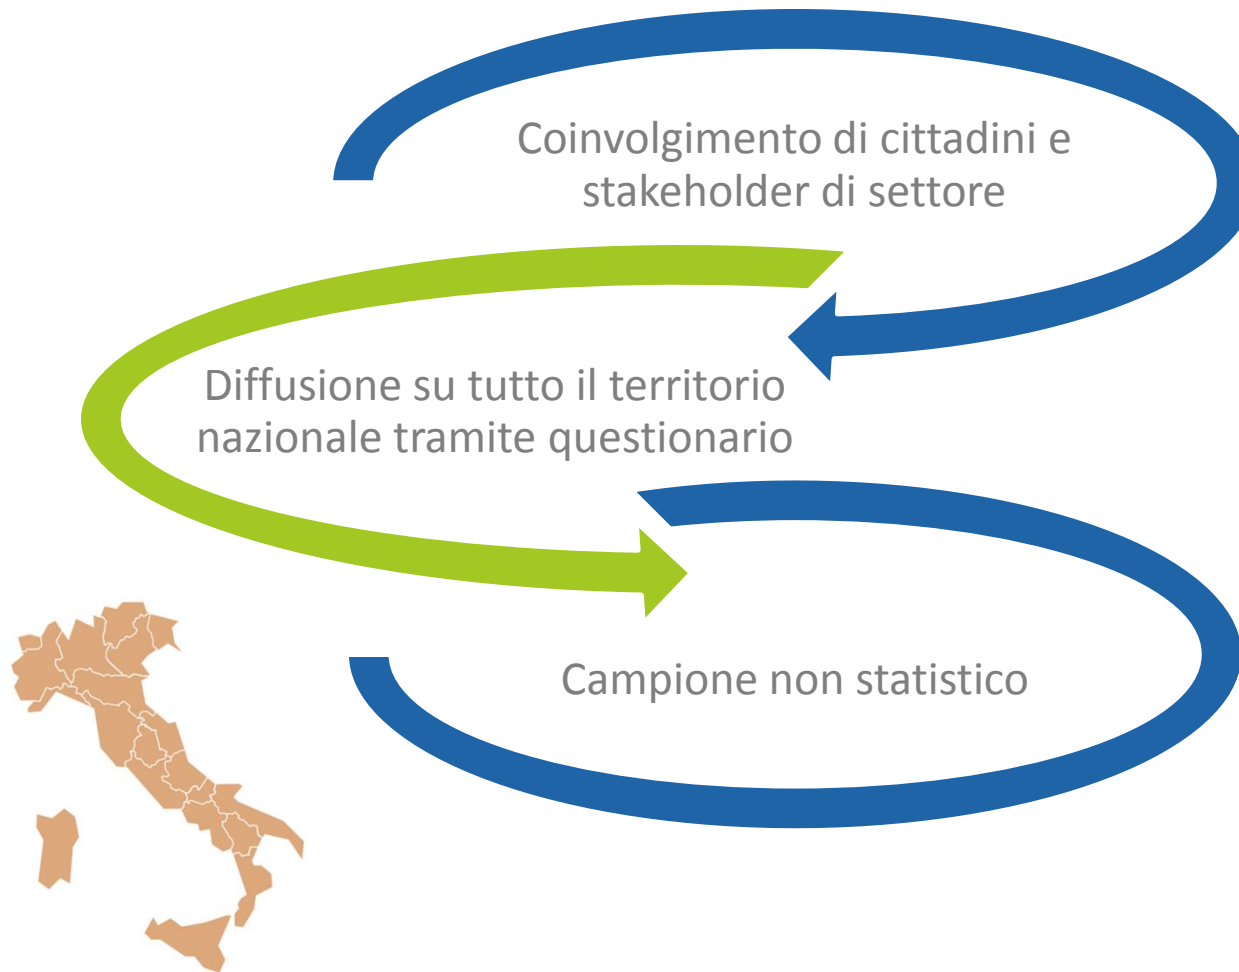 Coinvolgimento di cittadini e
stakeholder di settore
Diffusione su tutto il territorio
nazionale tramite questionario
Campione non statistico